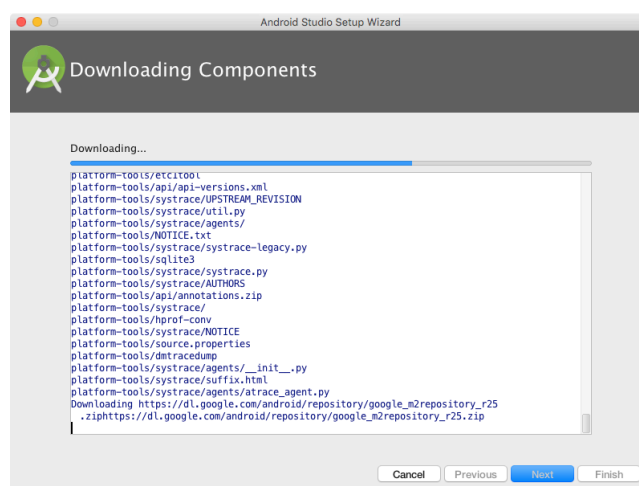 Android Studio Setup Wizard
Downloading Components
Downloading...
platform-tools/etc1tool
platform-tools/api/api-versions.xml
platform-tools/systrace/UPSTREAM_REVISION
platform-tools/systrace/util.py
platform-tools/systrace/agents/
platform-tools/NOTICE.txt
platform-tools/systrace/systrace-legacy.py
platform-tools/sqlite3
platform-tools/systrace/systrace.py
platform-tools/systrace/AUTHORS
platform-tools/api/annotations.zip
platform-tools/systrace/
platform-tools/hprof-conv
platform-tools/systrace/NOTICE
platform-tools/source.properties
platform-tools/dmtracedump
platform-tools/systrace/agents/__init__.py
platform-tools/systrace/suffix.html
platform-tools/systrace/agents/atrace_agent.py
Downloading https://dl.google.com/android/repository/google_m2repository_r25
.ziphttps://dl.google.com/android/repository/google_m2repository_r25.zip
Cancel Previous Next Finish